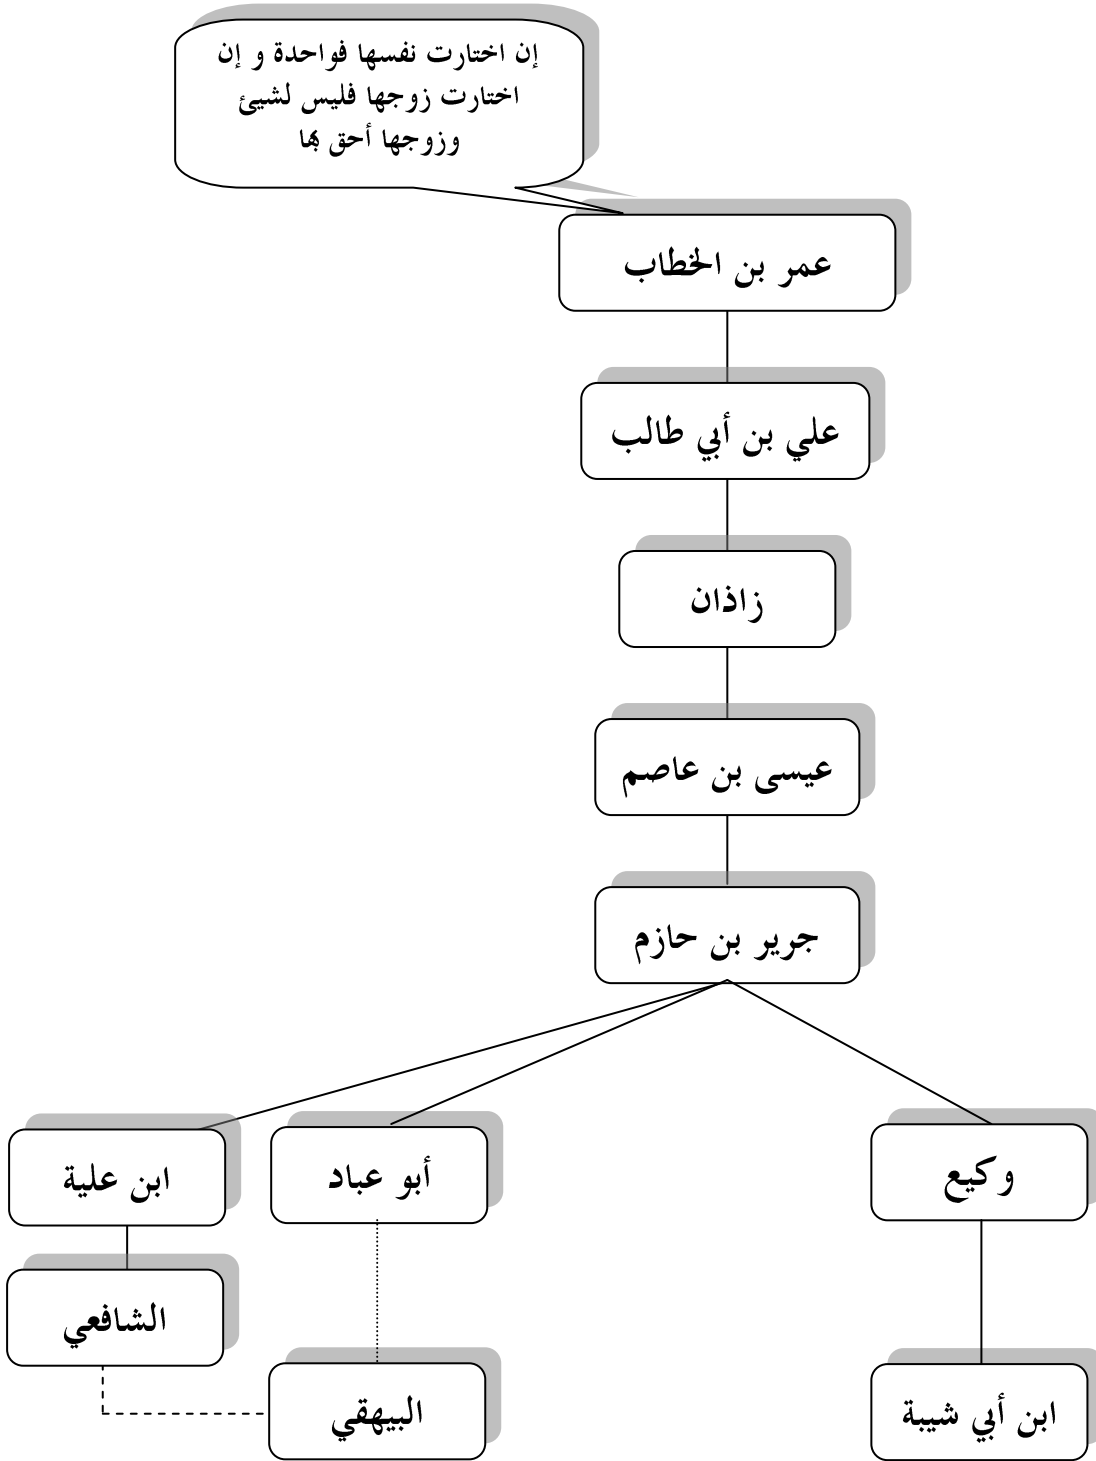 إن اختارت نفسها فواحدة و إن
اختارت زوجها فليس لشيئ
وزوجها أحق بها
عمر بن الخطاب
علي بن أبي طالب
زاذان
عيسى بن عاصم
جرير بن حازم
وكيع
أبو عباد
ابن علية
الشافعي
البيهقي
ابن أبي شيبة